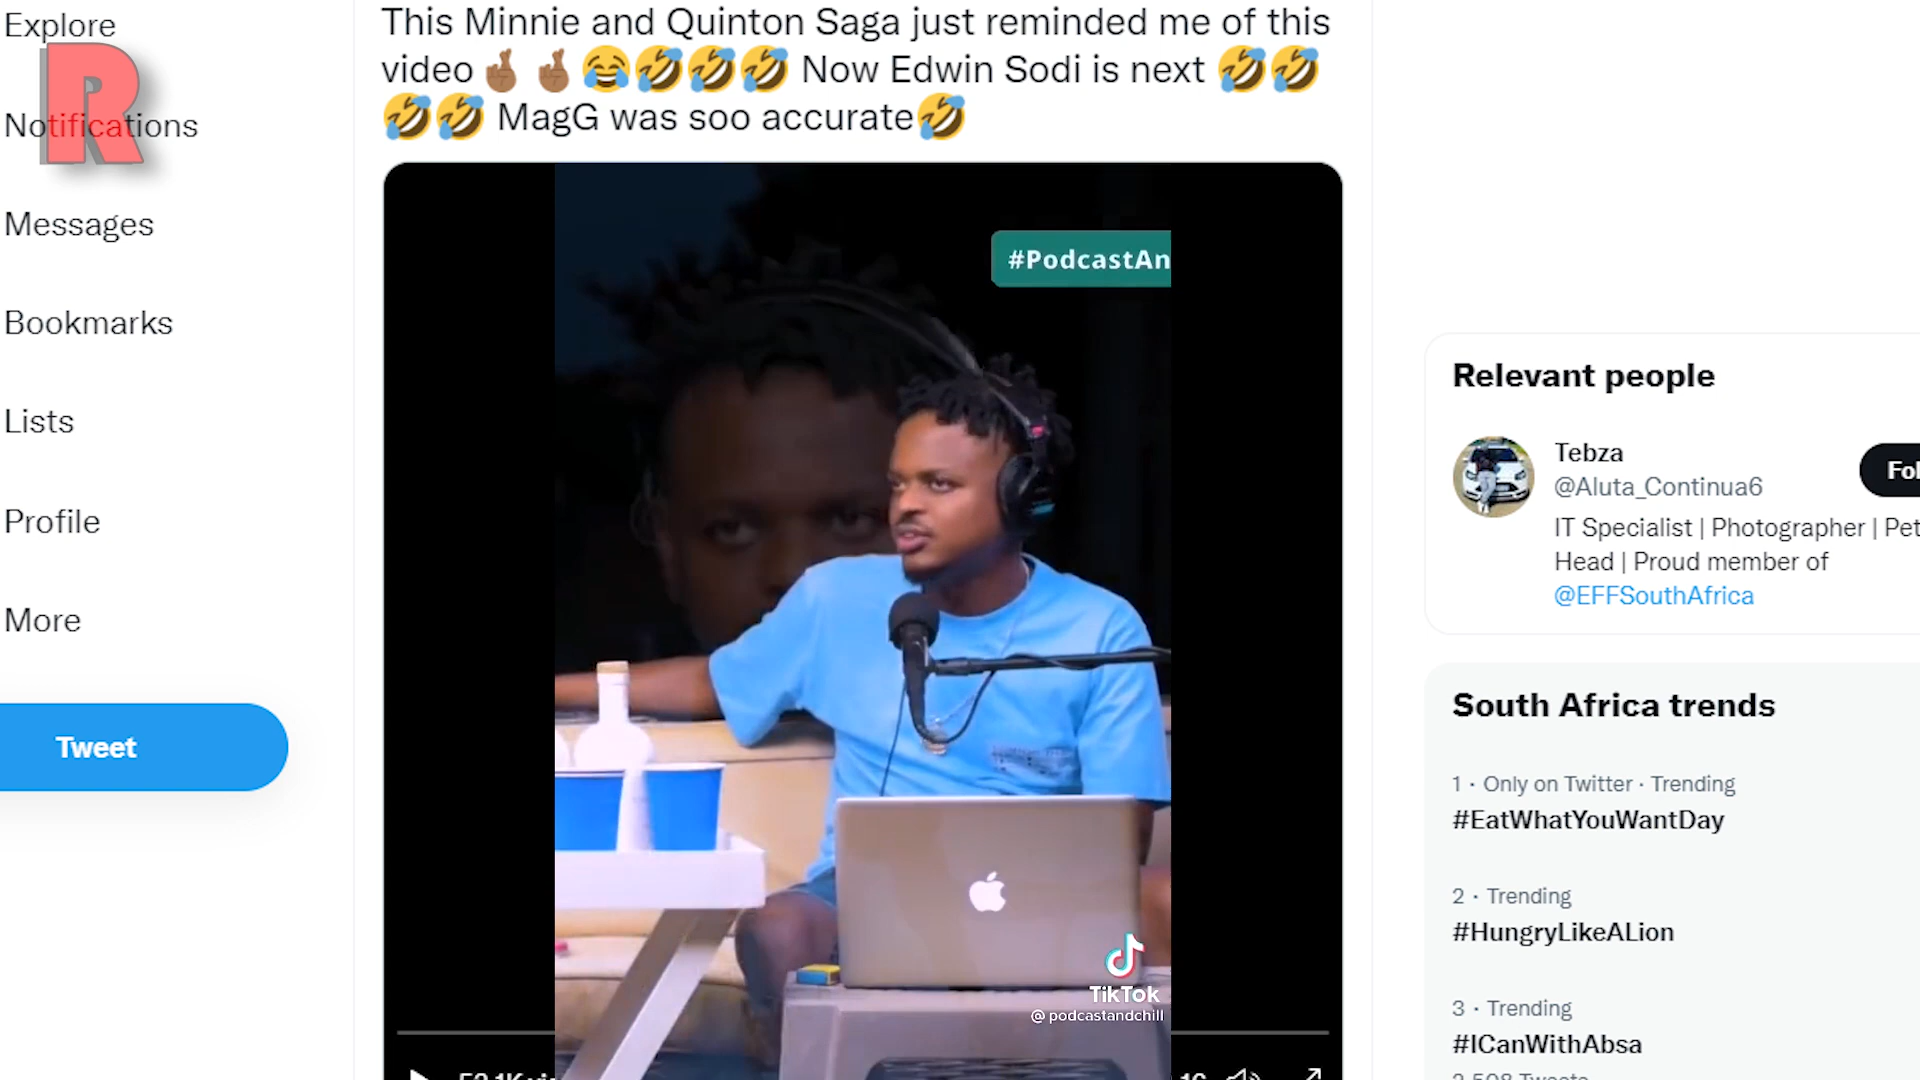 Explore
Notifications
Messages
Bookmarks
Lists
Profile
More
Tweet
R
This Minnie and Quinton Saga just reminded me of this
video🤞🏾🤞🏾😂🤣🤣🤣 Now Edwin Sodi is next 🤣🤣
🤣🤣 MagG was soo accurate🤣
#PodcastAn
TikTok
@ podcastandchill
Relevant people
Tebza
@Aluta_Continua6
Fol
IT Specialist | Photographer | Pet
Head | Proud member of
@EFFSouthAfrica
South Africa trends
1 · Only on Twitter · Trending
#EatWhatYouWantDay
2 · Trending
#HungryLikeALion
3 · Trending
#ICanWithAbsa